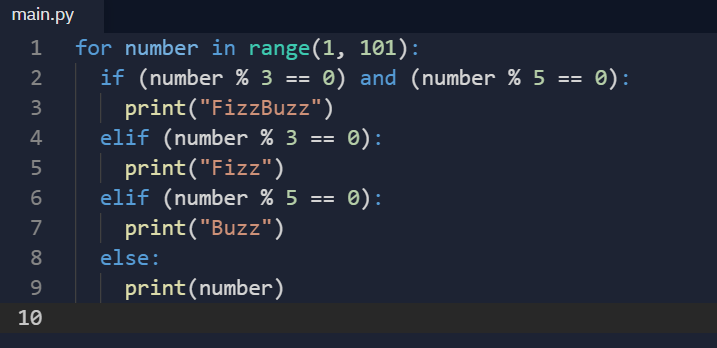 main.py
1 for number in range(1, 101):
2   if (number % 3 == 0) and (number % 5 == 0):
3     print("FizzBuzz")
4   elif (number % 3 == 0):
5     print("Fizz")
6   elif (number % 5 == 0):
7     print("Buzz")
8   else:
9     print(number)
10